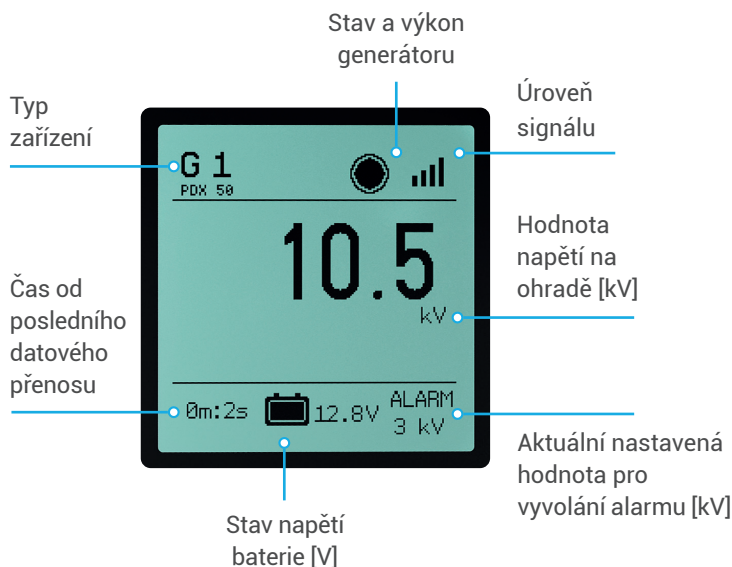 Stav a výkon
generátoru
Typ
zařízení
Úroveň
signálu
G 1
PDX 50
10.5
kV
Hodnota
napětí na
ohradě [kV]
Čas od
posledního
datového
přenosu
0m:2s
12.8V
ALARM
3 kV
Aktuální nastavená
hodnota pro
vyvolání alarmu [kV]
Stav napětí
baterie [V]